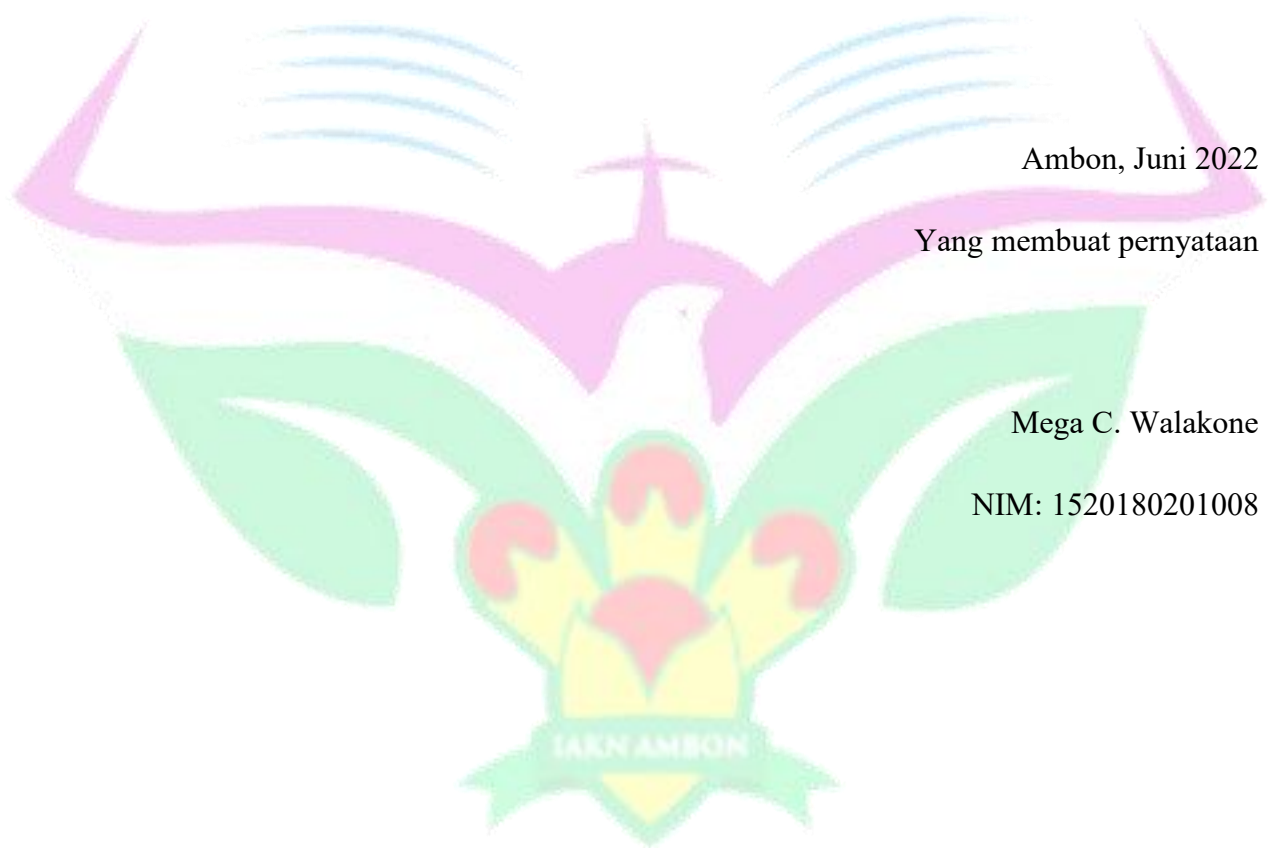 Ambon, Juni 2022
Yang membuat pernyataan
Mega C. Walakone
NIM: 1520180201008
IAKN AMBON